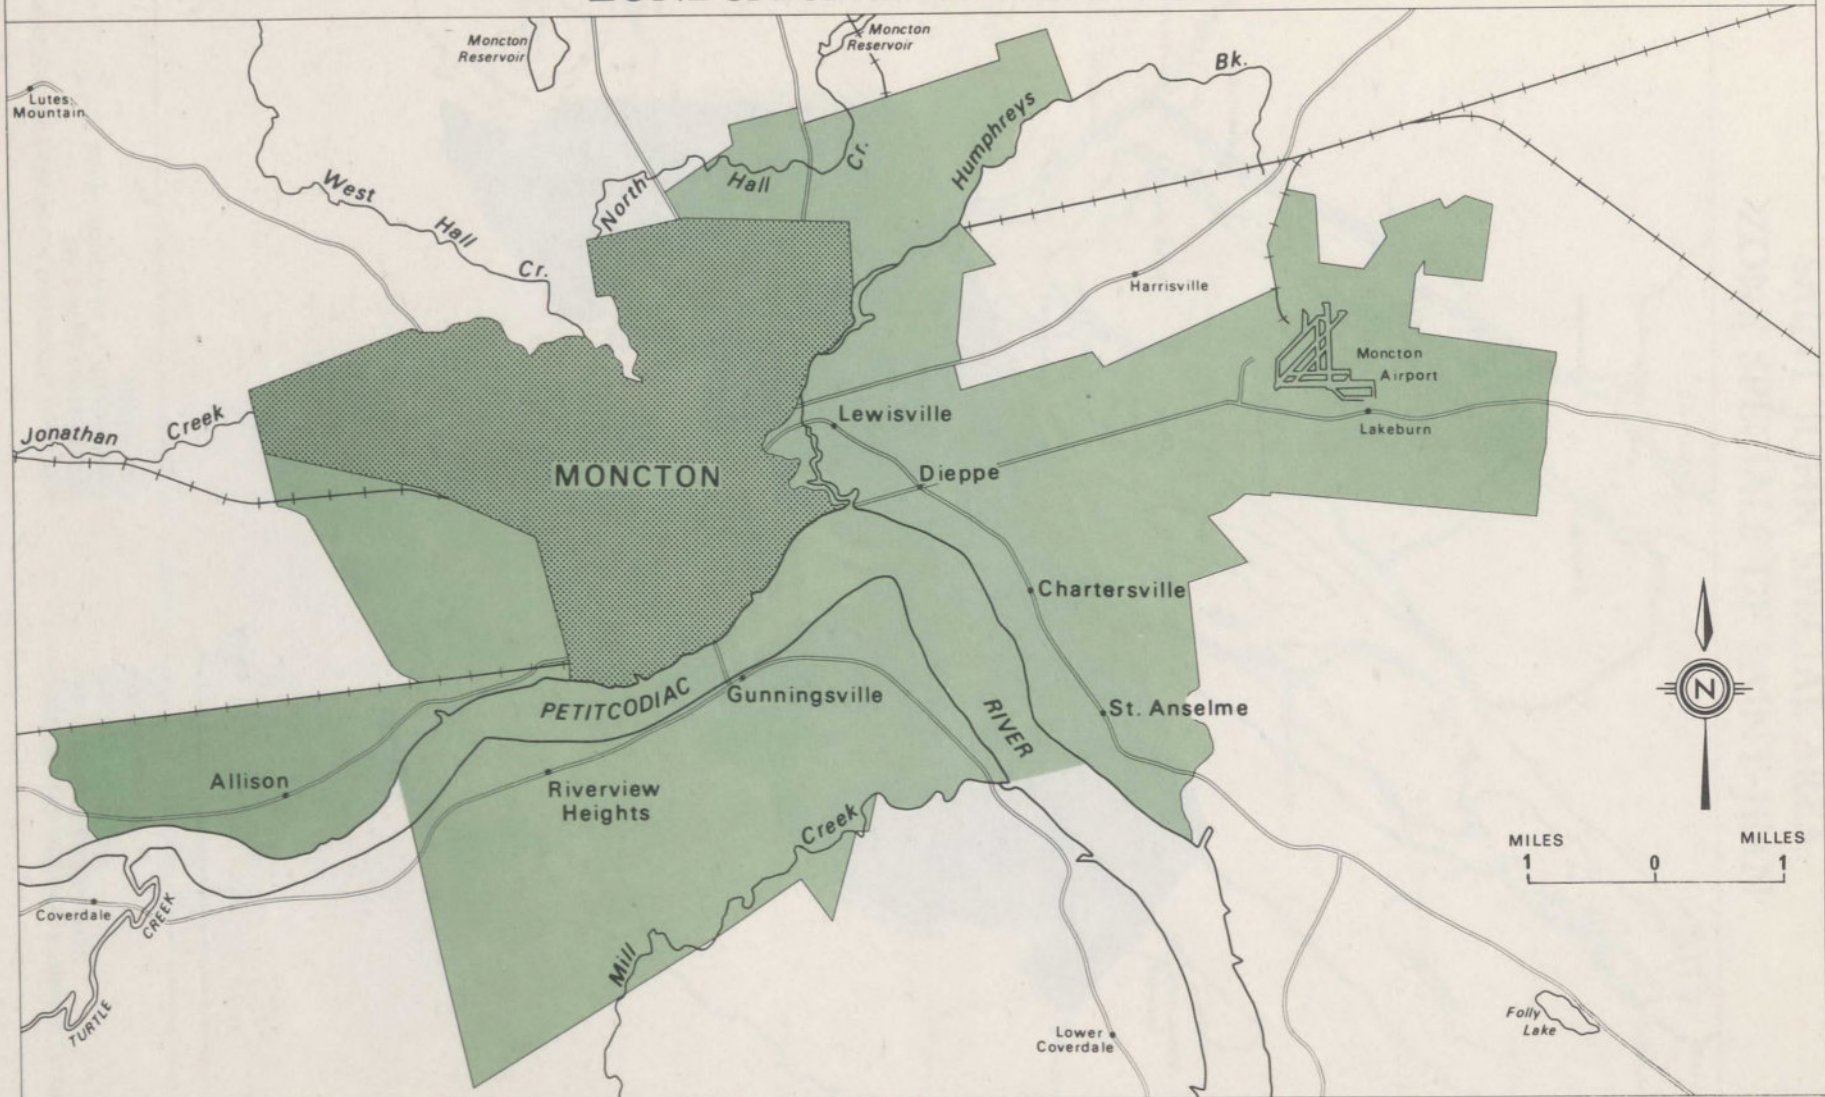 Moncton
Reservoir
Moncton
Reservoir
Bk.
Lutes
Mountain
Humphreys
Cr.
West
Hall
North
Hall
Cr.
Harrisville
Moncton
Airport
Jonathan
Creek
Lewisville
Lakeburn
MONCTON
Dieppe
Chartersville
N
PETITCODIAC
Gunningsville
RIVER
St. Anselme
Allison
Riverview
Heights
Creek
MILES
MILLES
1
0
1
Coverdale
CREEK
Mill
TURTLE
Lower
Coverdale
Folly
Lake